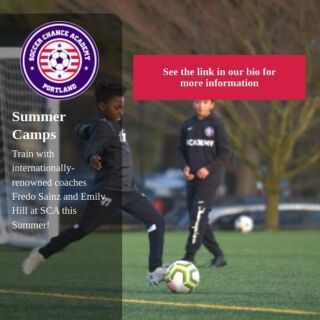 SOCCER CHANCE ACADEMY
PORTLAND
See the link in our bio for
more information
Summer
Camps
Train with
internationally-
renowned coaches
Fredo Sainz and Emily
Hill at SCA this
Summer!
ACADEMY